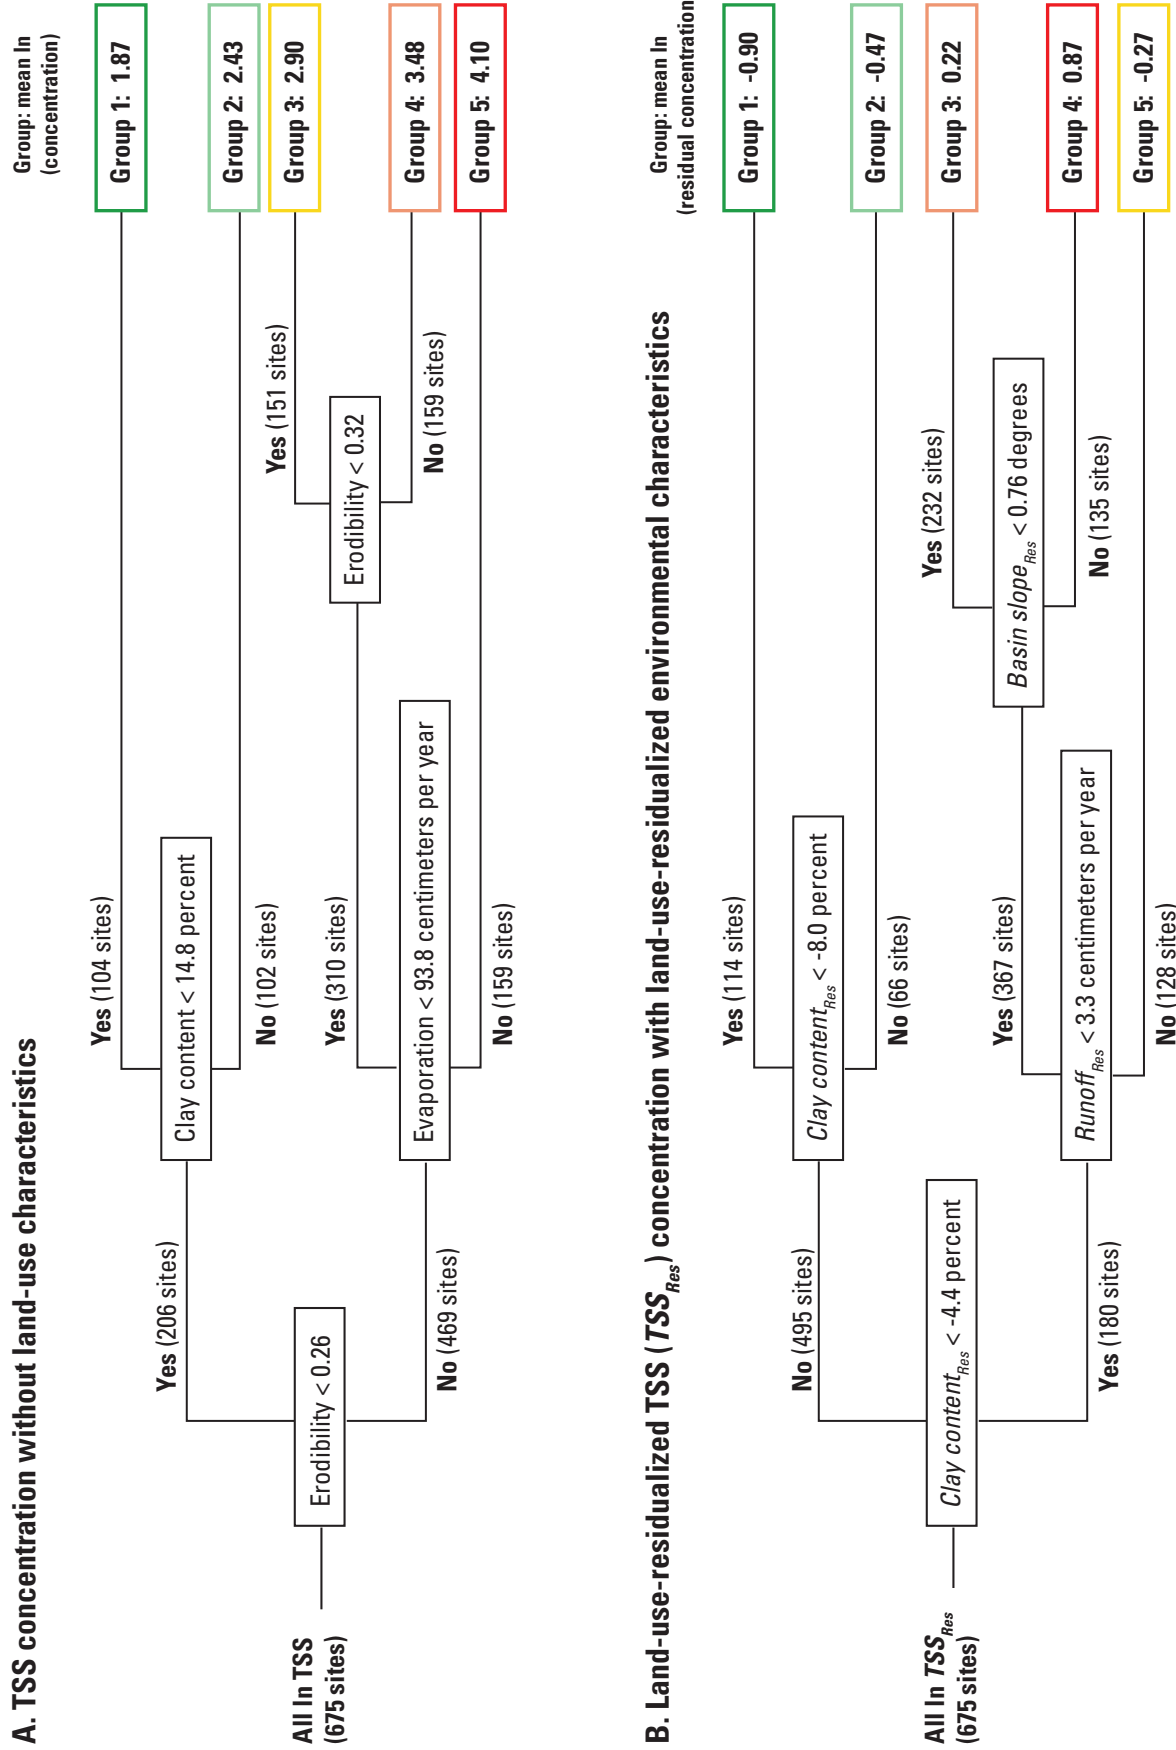 A. TSS concentration without land-use characteristics
Group: mean ln
(concentration)
All ln TSS
(675 sites)
Erodibility < 0.26
Yes (206 sites)
No (469 sites)
Clay content < 14.8 percent
Yes (104 sites)
No (102 sites)
Evaporation < 93.8 centimeters per year
Yes (310 sites)
No (159 sites)
Erodibility < 0.32
Yes (151 sites)
No (159 sites)
Group 1: 1.87
Group 2: 2.43
Group 3: 2.90
Group 4: 3.48
Group 5: 4.10
B. Land-use-residualized TSS (TSSRes) concentration with land-use-residualized environmental characteristics
Group: mean ln
(residual concentration)
All ln TSSRes
(675 sites)
Clay contentRes < -4.4 percent
No (495 sites)
Yes (180 sites)
Clay contentRes < -8.0 percent
Yes (114 sites)
No (66 sites)
RunoffRes < 3.3 centimeters per year
Yes (367 sites)
No (128 sites)
Basin slopeRes < 0.76 degrees
Yes (232 sites)
No (135 sites)
Group 1: -0.90
Group 2: -0.47
Group 3: 0.22
Group 4: 0.87
Group 5: -0.27